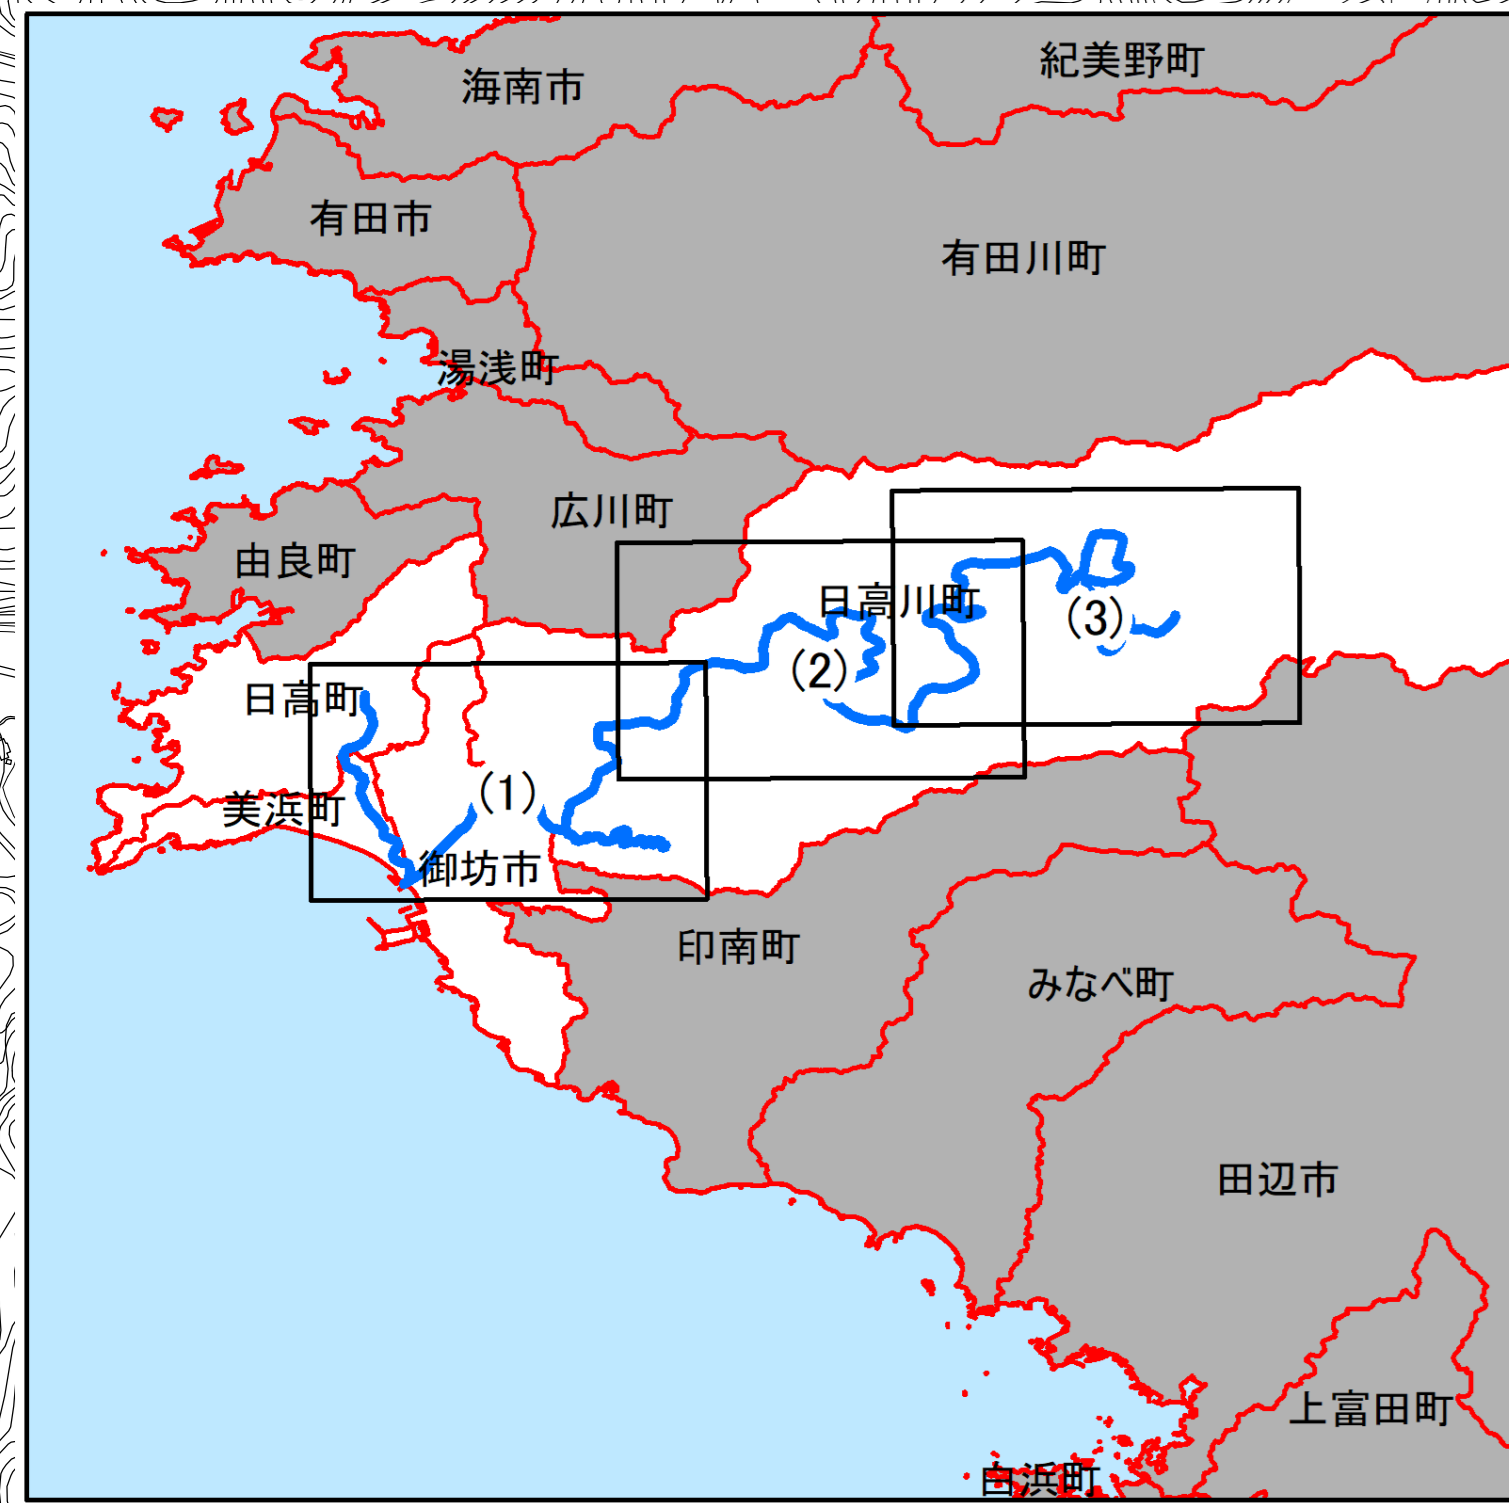 紀美野町
海南市
有田市
有田川町
湯浅町
広川町
由良町
日高川町
(3)
(2)
日高町
(1)
美浜町
御坊市
印南町
みなべ町
田辺市
上富田町
白浜町